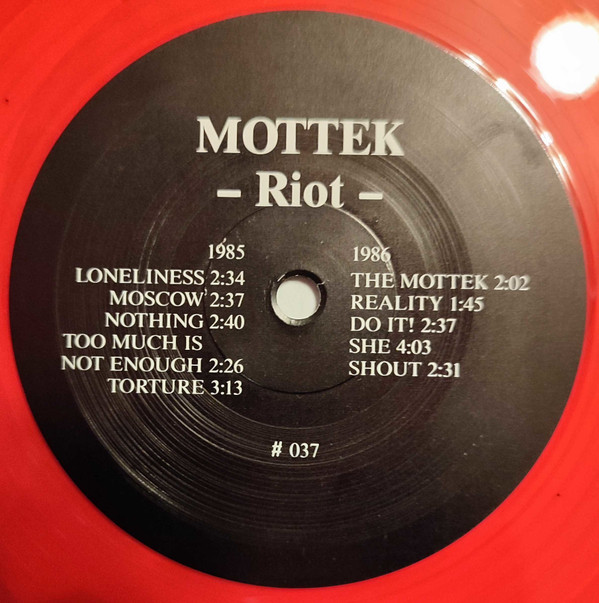 MOTTEK
– Riot –
1985
LONELINESS 2:34
MOSCOW 2:37
NOTHING 2:40
TOO MUCH IS
NOT ENOUGH 2:26
TORTURE 3:13
1986
THE MOTTEK 2:02
REALITY 1:45
DO IT! 2:37
SHE 4:03
SHOUT 2:31
# 037